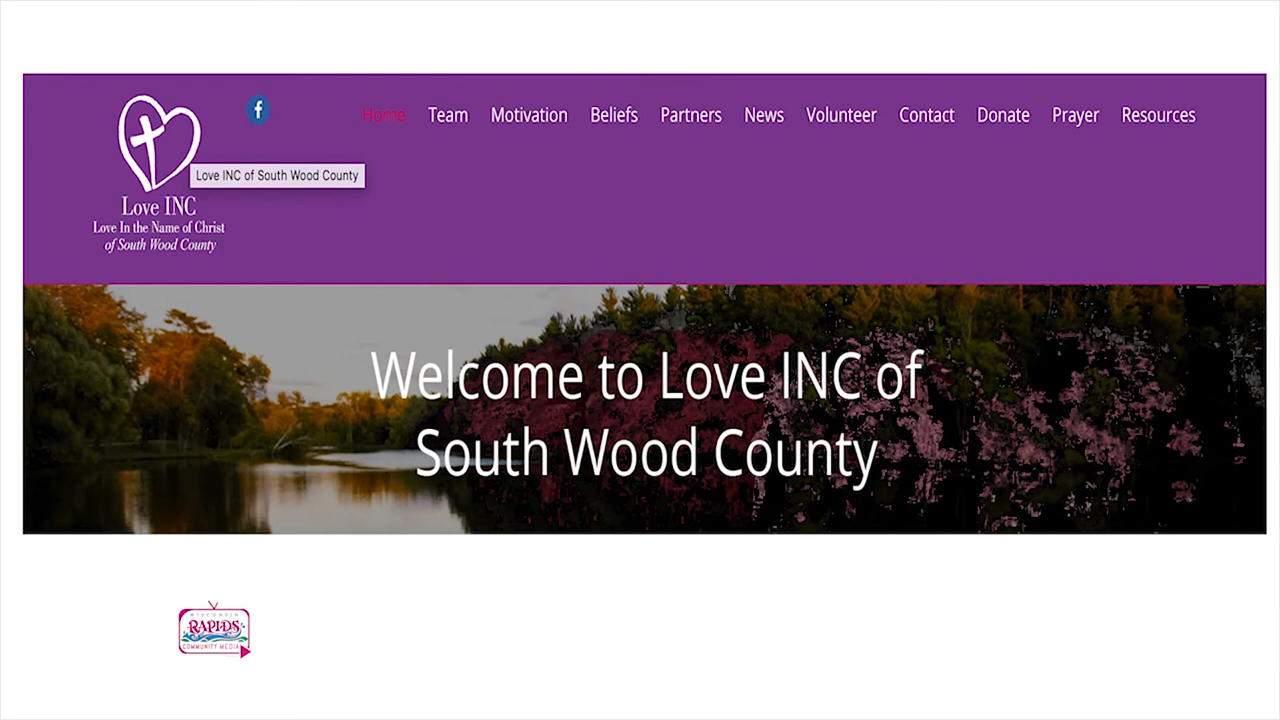 f
Home Team Motivation Beliefs Partners News Volunteer Contact Donate Prayer Resources
Love INC of South Wood County
Love INC
Love In the Name of Christ
of South Wood County
Welcome to Love INC of
South Wood County
WISCONSIN
RAPIDS
COMMUNITY MEDIA